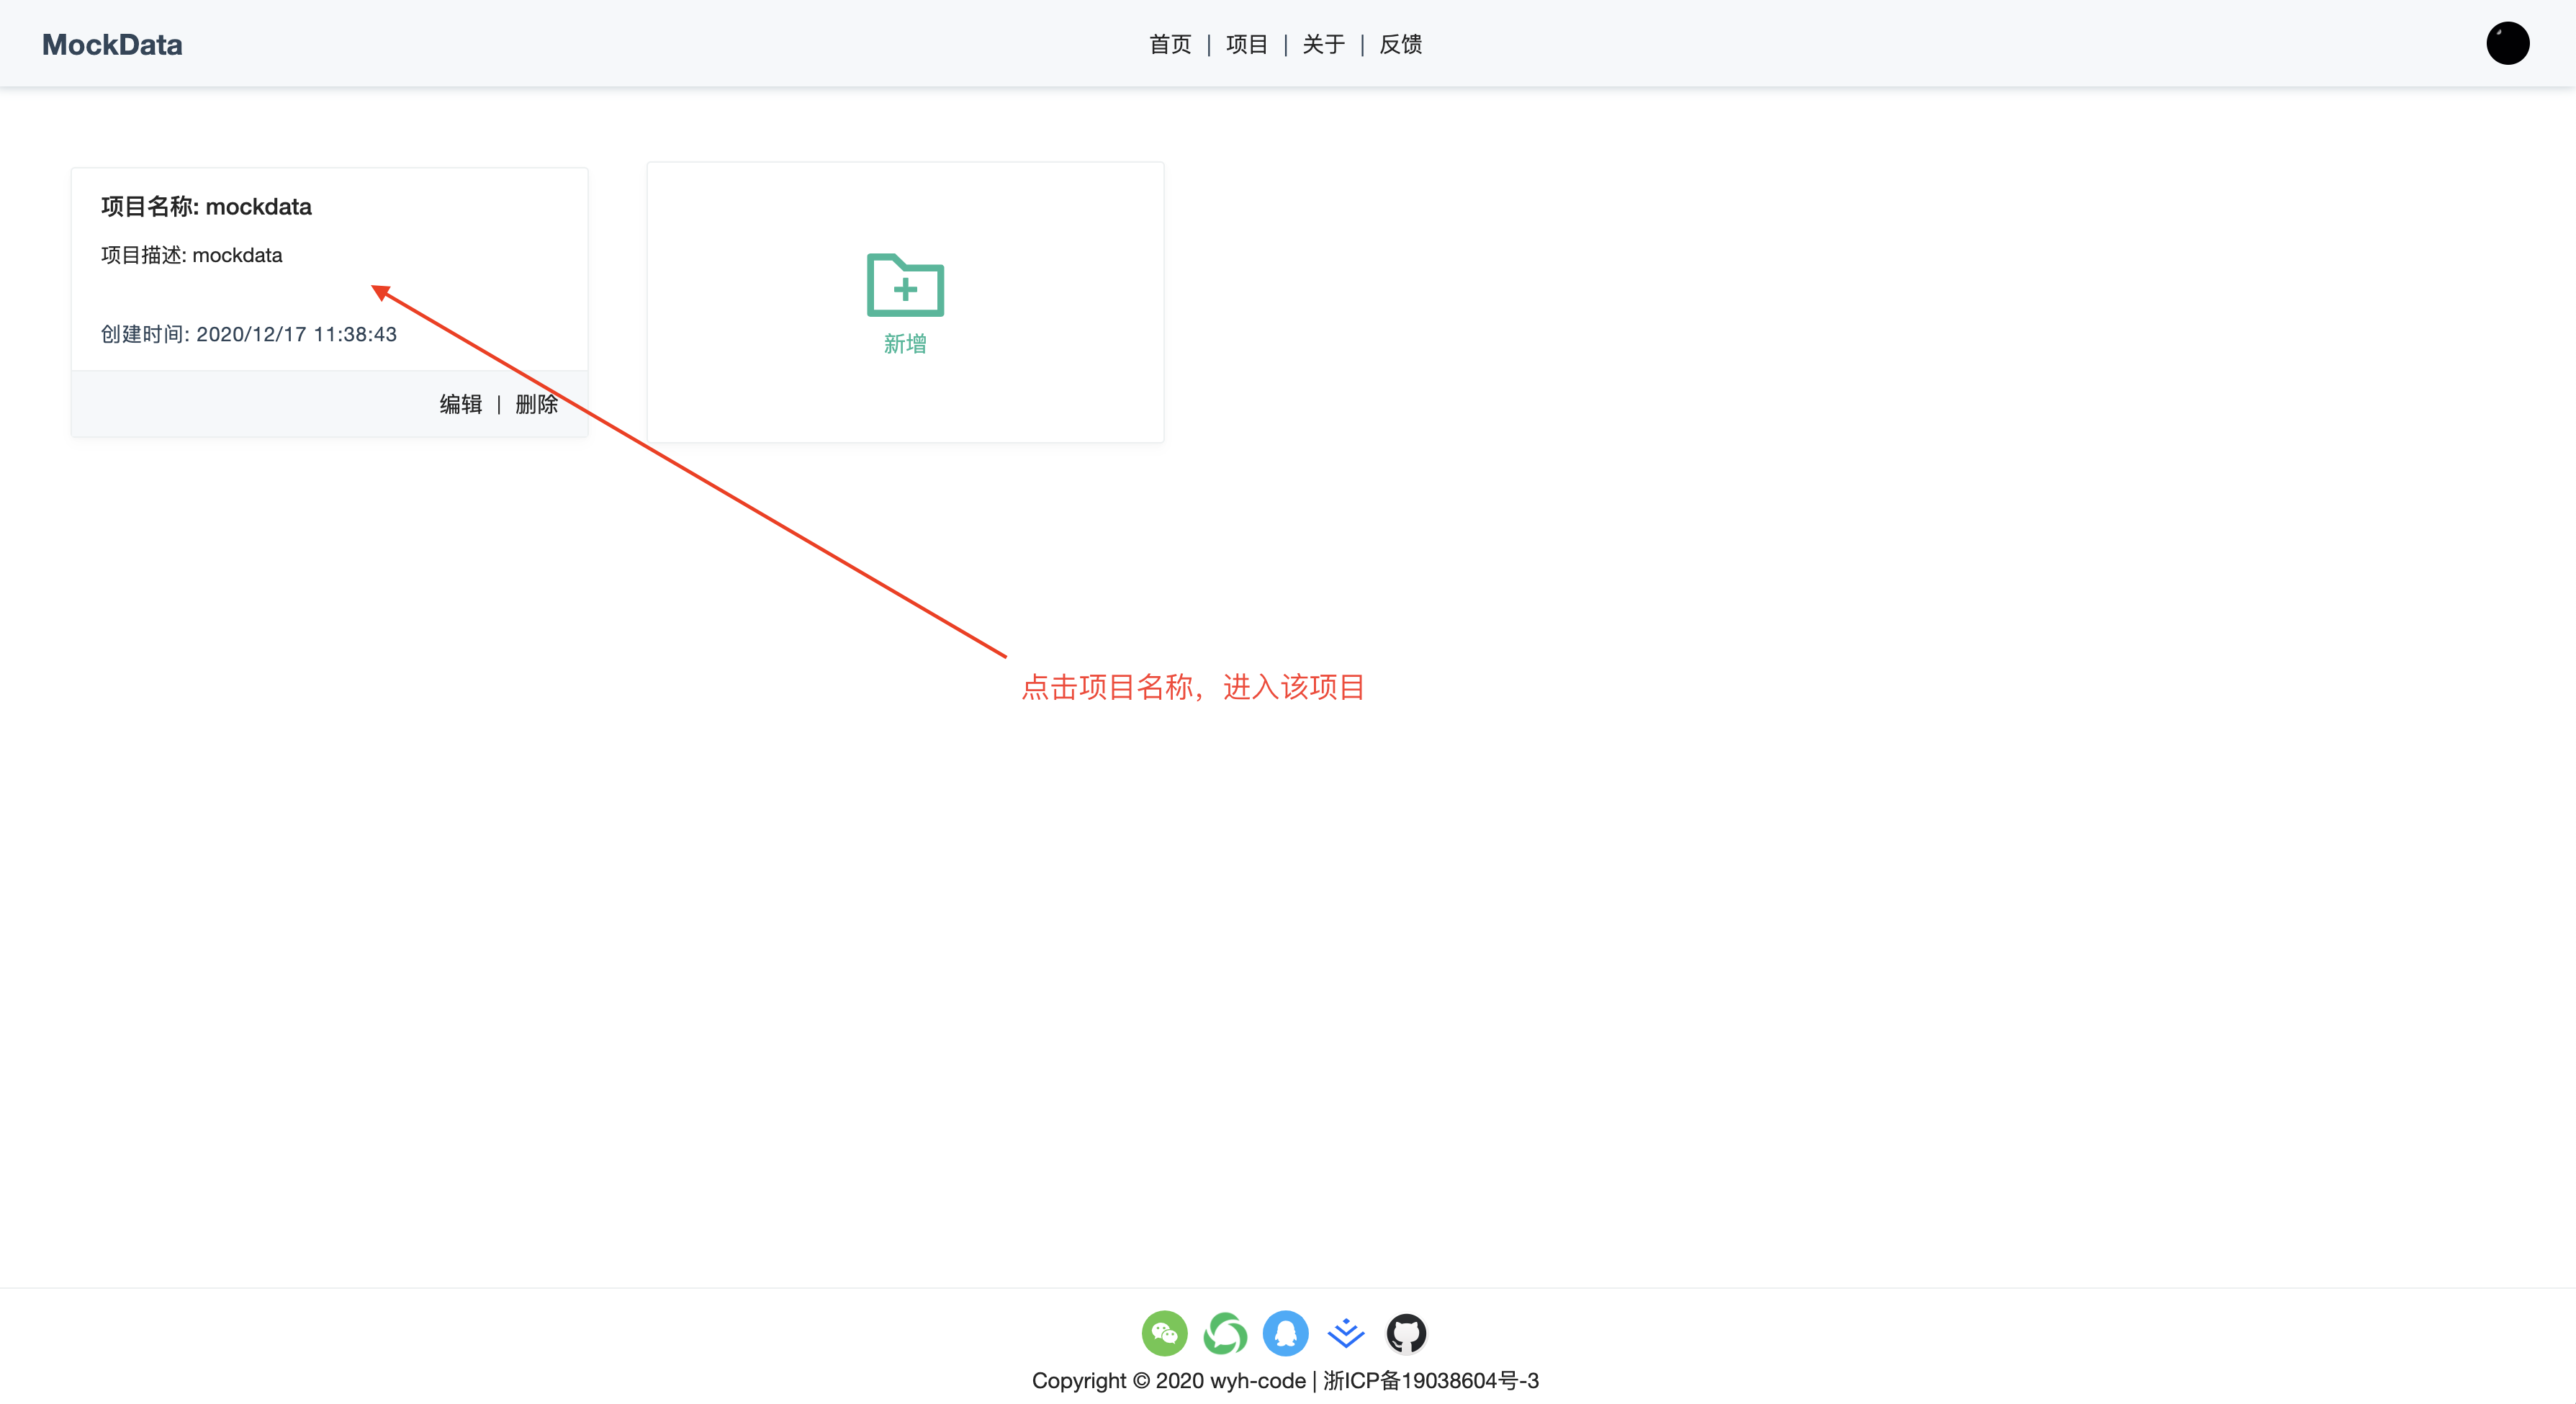 MockData
首页 | 项目 | 关于 | 反馈
项目名称: mockdata
项目描述: mockdata
创建时间: 2020/12/17 11:38:43
编辑 | 删除
新增
点击项目名称，进入该项目
Copyright © 2020 wyh-code | 浙ICP备19038604号-3